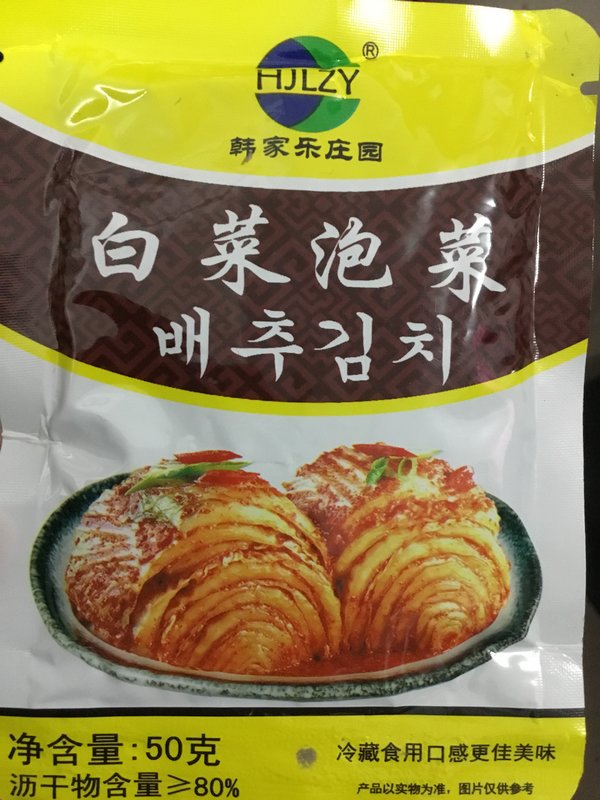 HJLZY®
韩家乐庄园
白菜泡菜
배추김치
净含量:50克
沥干物含量≥80%
冷藏食用口感更佳美味
产品以实物为准，图片仅供参考